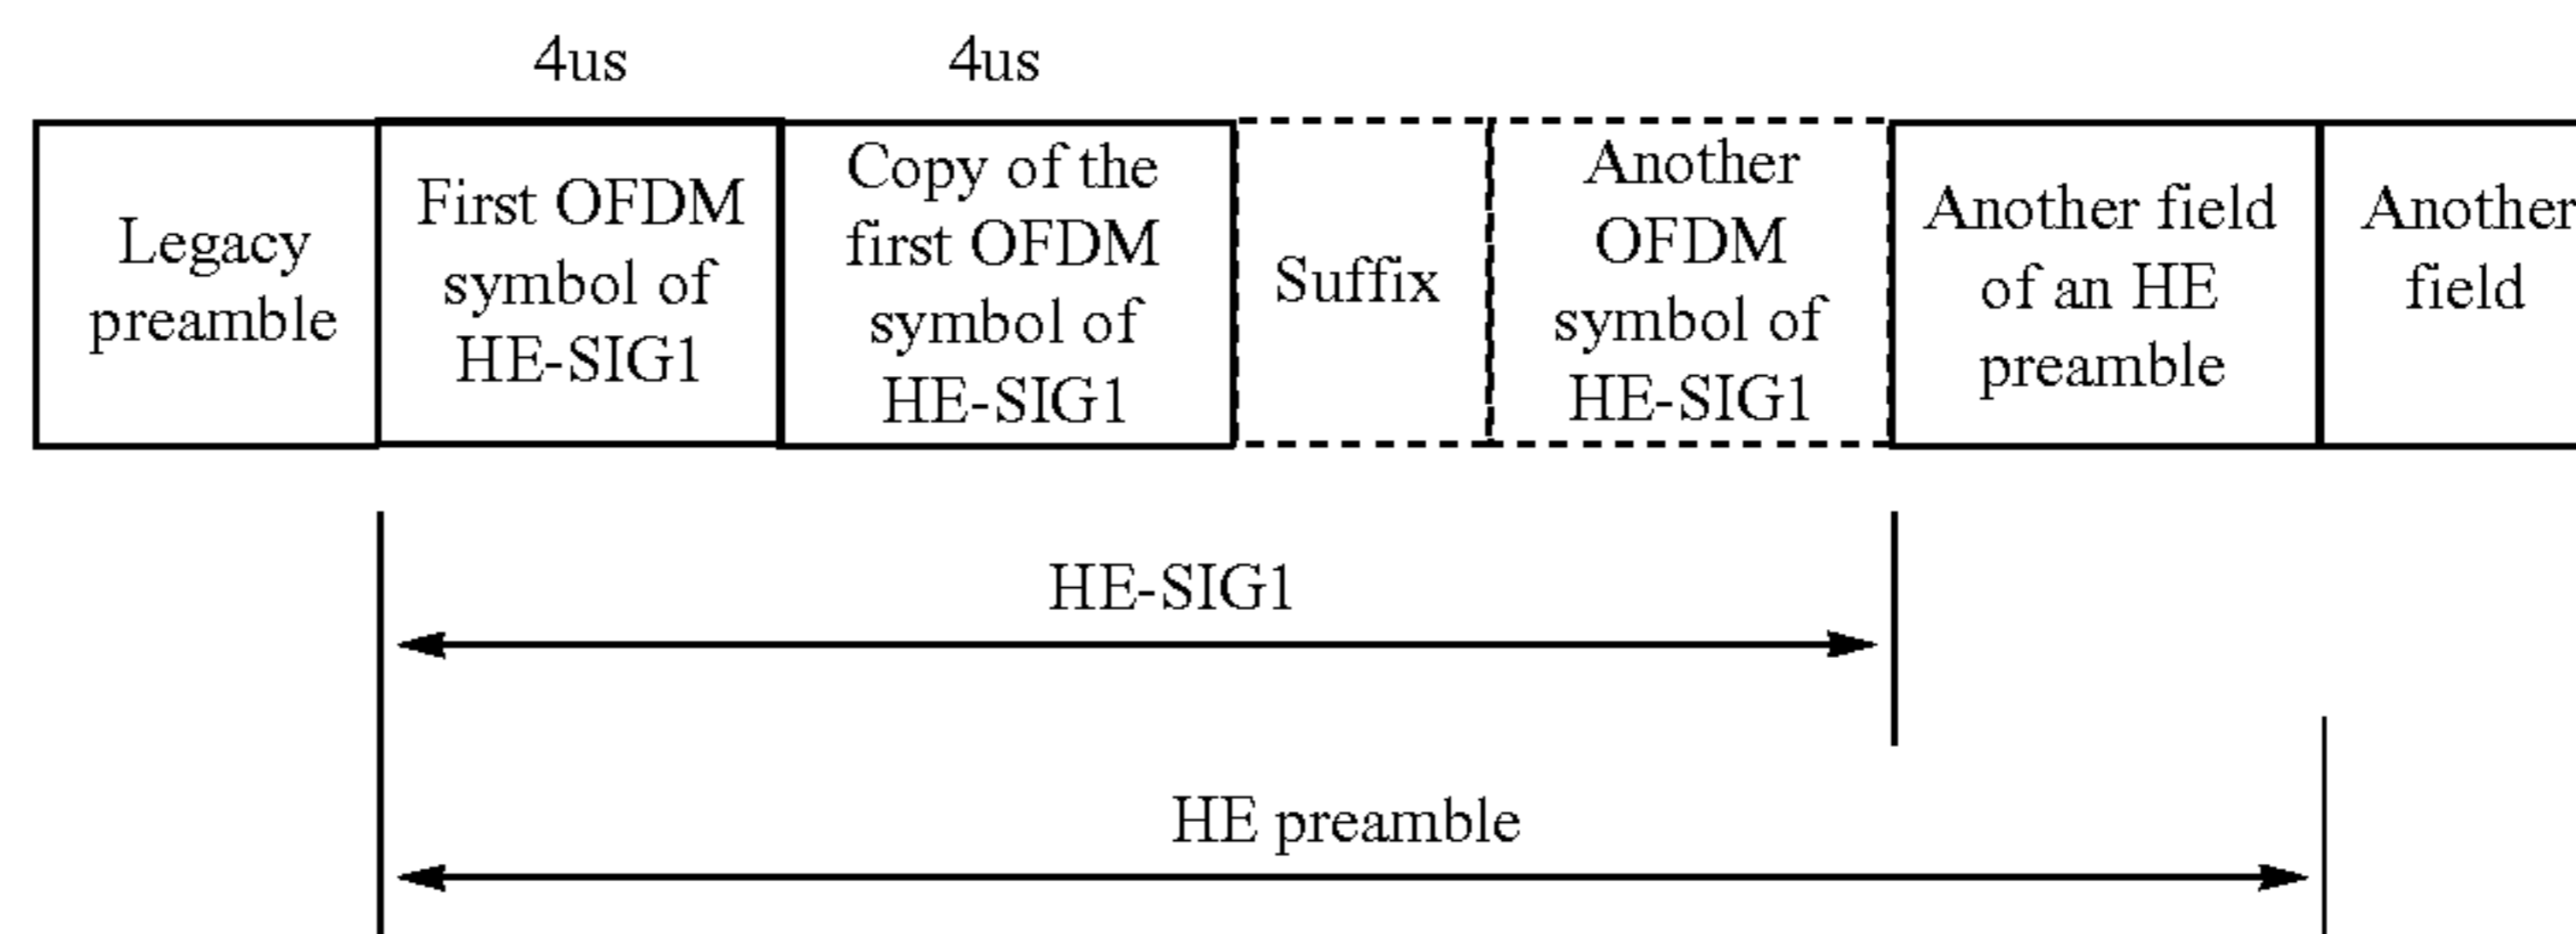 4us
4us
Legacy
preamble
First OFDM
symbol of
HE-SIG1
Copy of the
first OFDM
symbol of
HE-SIG1
Suffix
Another
OFDM
symbol of
HE-SIG1
Another field
of an HE
preamble
Another
field
HE-SIG1
HE preamble